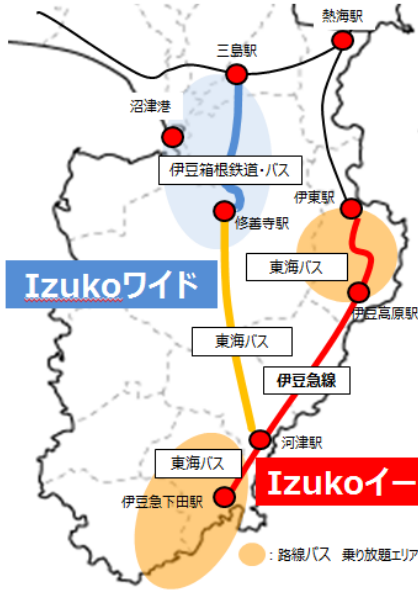 熱海駅
三島駅
沼津港
伊豆箱根鉄道・バス
伊東駅
修善寺駅
東海バス
Izukoワイド
伊豆高原駅
東海バス
伊豆急線
河津駅
東海バス
Izukoイー
伊豆急下田駅
：路線バス 乗り放題エリア